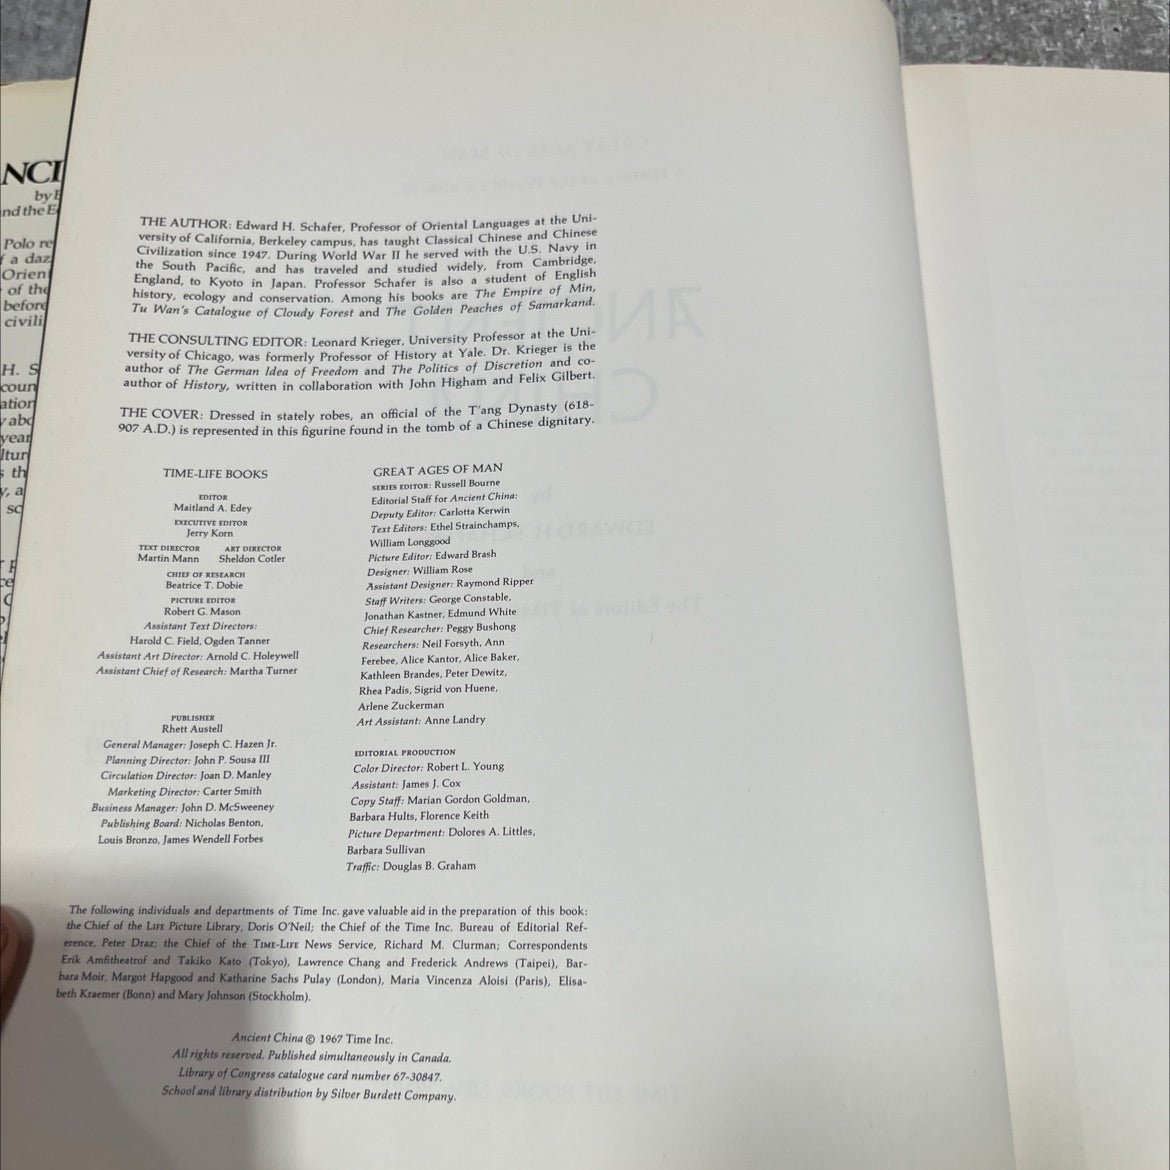 NCI
by E
nd the E
Polo re
f a daz
Orien
of the
before
civili
H. S
coun
ation
y abo
year
ltur
s th
y, a
sc
THE AUTHOR: Edward H. Schafer, Professor of Oriental Languages at the Uni-
versity of California, Berkeley campus, has taught Classical Chinese and Chinese
Civilization since 1947. During World War II he served with the U.S. Navy in
the South Pacific, and has traveled and studied widely, from Cambridge,
England, to Kyoto in Japan. Professor Schafer is also a student of English
history, ecology and conservation. Among his books are The Empire of Min,
Tu Wan's Catalogue of Cloudy Forest and The Golden Peaches of Samarkand.
THE CONSULTING EDITOR: Leonard Krieger, University Professor at the Uni-
versity of Chicago, was formerly Professor of History at Yale. Dr. Krieger is the
author of The German Idea of Freedom and The Politics of Discretion and co-
author of History, written in collaboration with John Higham and Felix Gilbert.
THE COVER: Dressed in stately robes, an official of the T'ang Dynasty (618-
907 A.D.) is represented in this figurine found in the tomb of a Chinese dignitary.
TIME-LIFE BOOKS
EDITOR
Maitland A. Edey
EXECUTIVE EDITOR
Jerry Korn
TEXT DIRECTOR ART DIRECTOR
Martin Mann Sheldon Cotler
CHIEF OF RESEARCH
Beatrice T. Dobie
PICTURE EDITOR
Robert G. Mason
Assistant Text Directors:
Harold C. Field, Ogden Tanner
Assistant Art Director: Arnold C. Holeywell
Assistant Chief of Research: Martha Turner
PUBLISHER
Rhett Austell
General Manager: Joseph C. Hazen Jr.
Planning Director: John P. Sousa III
Circulation Director: Joan D. Manley
Marketing Director: Carter Smith
Business Manager: John D. McSweeney
Publishing Board: Nicholas Benton,
Louis Bronzo, James Wendell Forbes
GREAT AGES OF MAN
SERIES EDITOR: Russell Bourne
Editorial Staff for Ancient China:
Deputy Editor: Carlotta Kerwin
Text Editors: Ethel Strainchamps,
William Longgood
Picture Editor: Edward Brash
Designer: William Rose
Assistant Designer: Raymond Ripper
Staff Writers: George Constable,
Jonathan Kastner, Edmund White
Chief Researcher: Peggy Bushong
Researchers: Neil Forsyth, Ann
Ferebee, Alice Kantor, Alice Baker,
Kathleen Brandes, Peter Dewitz,
Rhea Padis, Sigrid von Huene,
Arlene Zuckerman
Art Assistant: Anne Landry
EDITORIAL PRODUCTION
Color Director: Robert L. Young
Assistant: James J. Cox
Copy Staff: Marian Gordon Goldman,
Barbara Hults, Florence Keith
Picture Department: Dolores A. Littles,
Barbara Sullivan
Traffic: Douglas B. Graham
The following individuals and departments of Time Inc. gave valuable aid in the preparation of this book:
the Chief of the LIFE Picture Library, Doris O'Neil; the Chief of the Time Inc. Bureau of Editorial Ref-
erence, Peter Draz; the Chief of the TIME-LIFE News Service, Richard M. Clurman; Correspondents
Erik Amfitheatrof and Takiko Kato (Tokyo), Lawrence Chang and Frederick Andrews (Taipei), Bar-
bara Moir, Margot Hapgood and Katharine Sachs Pulay (London), Maria Vincenza Aloisi (Paris), Elisa-
beth Kraemer (Bonn) and Mary Johnson (Stockholm).
Ancient China © 1967 Time Inc.
All rights reserved. Published simultaneously in Canada.
Library of Congress catalogue card number 67-30847.
School and library distribution by Silver Burdett Company.